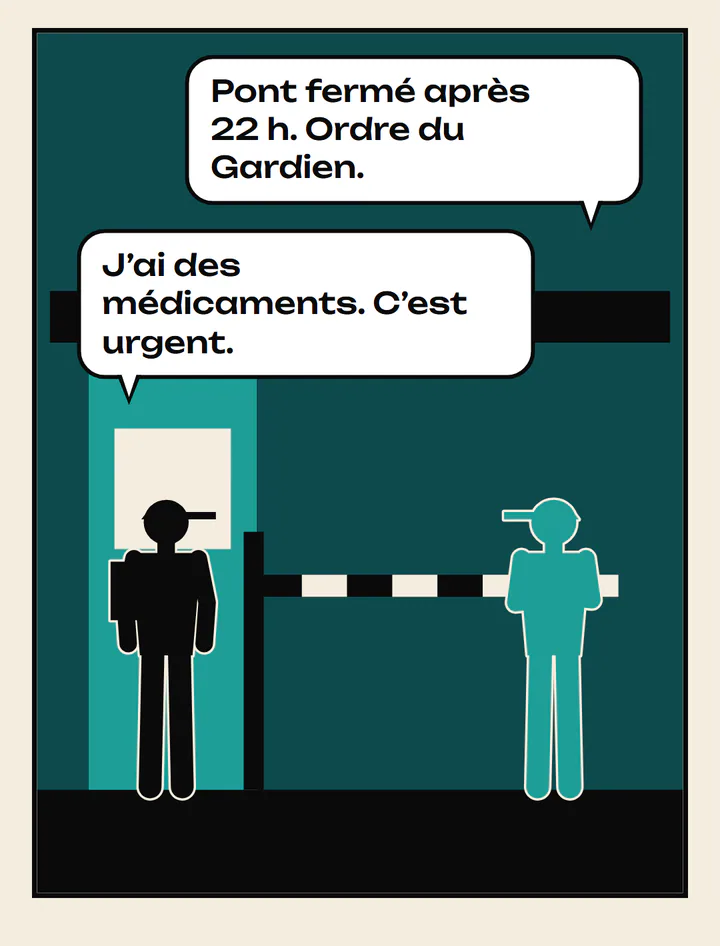 Pont fermé après
22 h. Ordre du
Gardien.
J’ai des
médicaments. C’est
urgent.